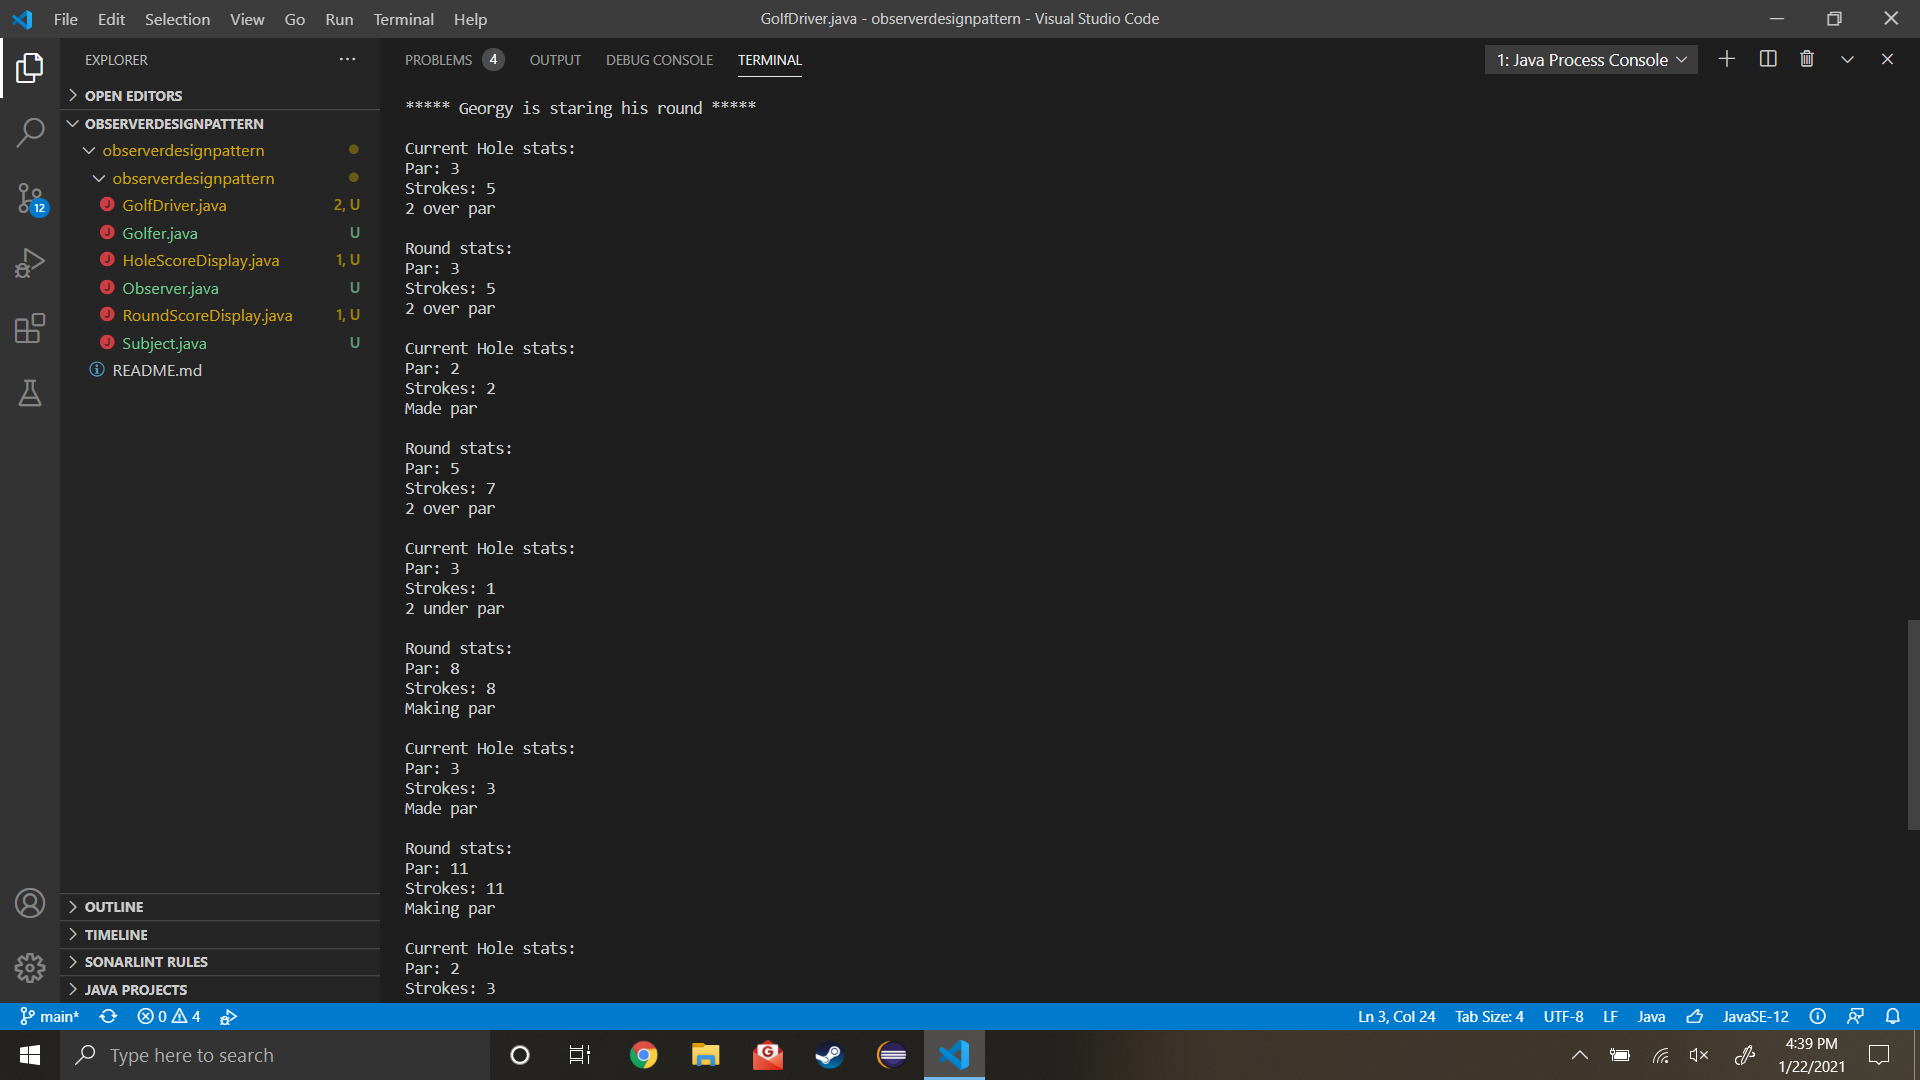 File Edit Selection View Go Run Terminal Help
GolfDriver.java - observerdesignpattern - Visual Studio Code
EXPLORER
OPEN EDITORS
OBSERVERDESIGNPATTERN
observerdesignpattern
observerdesignpattern
GolfDriver.java 2, U
Golfer.java U
HoleScoreDisplay.java 1, U
Observer.java U
RoundScoreDisplay.java 1, U
Subject.java U
README.md
12
OUTLINE
TIMELINE
SONARLINT RULES
JAVA PROJECTS
PROBLEMS 4 OUTPUT DEBUG CONSOLE TERMINAL
1: Java Process Console
***** Georgy is staring his round *****
Current Hole stats:
Par: 3
Strokes: 5
2 over par
Round stats:
Par: 3
Strokes: 5
2 over par
Current Hole stats:
Par: 2
Strokes: 2
Made par
Round stats:
Par: 5
Strokes: 7
2 over par
Current Hole stats:
Par: 3
Strokes: 1
2 under par
Round stats:
Par: 8
Strokes: 8
Making par
Current Hole stats:
Par: 3
Strokes: 3
Made par
Round stats:
Par: 11
Strokes: 11
Making par
Current Hole stats:
Par: 2
Strokes: 3
main* 0 4
Ln 3, Col 24 Tab Size: 4 UTF-8 LF Java JavaSE-12
Type here to search
4:39 PM
1/22/2021